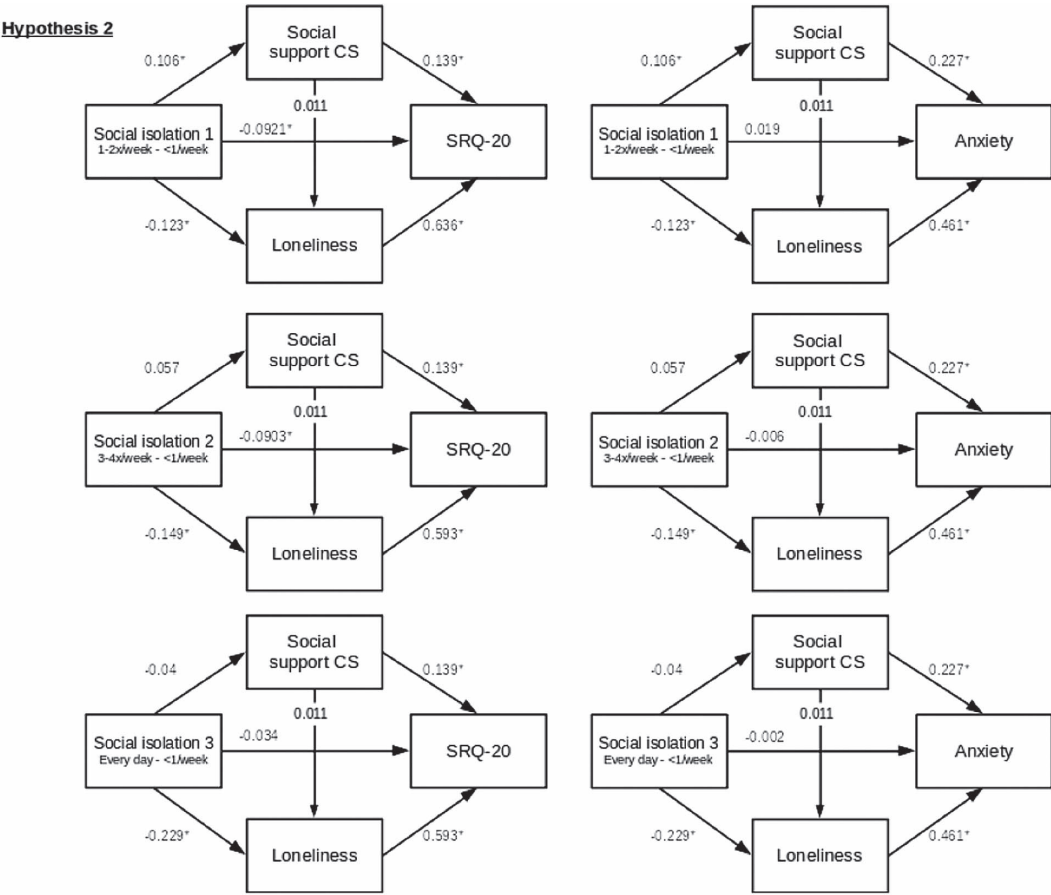 Hypothesis 2
Social
support CS
0.106*
0.139*
0.011
Social isolation 1
1-2x/week - <1/week
-0.0921*
SRQ-20
-0.123*
0.636*
Loneliness
Social
support CS
0.106*
0.227*
0.011
Social isolation 1
1-2x/week - <1/week
0.019
Anxiety
-0.123*
0.461*
Loneliness
Social
support CS
0.057
0.139*
0.011
Social isolation 2
3-4x/week - <1/week
-0.0903*
SRQ-20
-0.149*
0.593*
Loneliness
Social
support CS
0.057
0.227*
0.011
Social isolation 2
3-4x/week - <1/week
-0.006
Anxiety
-0.149*
0.461*
Loneliness
Social
support CS
-0.04
0.139*
0.011
Social isolation 3
Every day - <1/week
-0.034
SRQ-20
-0.229*
0.593*
Loneliness
Social
support CS
-0.04
0.227*
0.011
Social isolation 3
Every day - <1/week
-0.002
Anxiety
-0.229*
0.461*
Loneliness